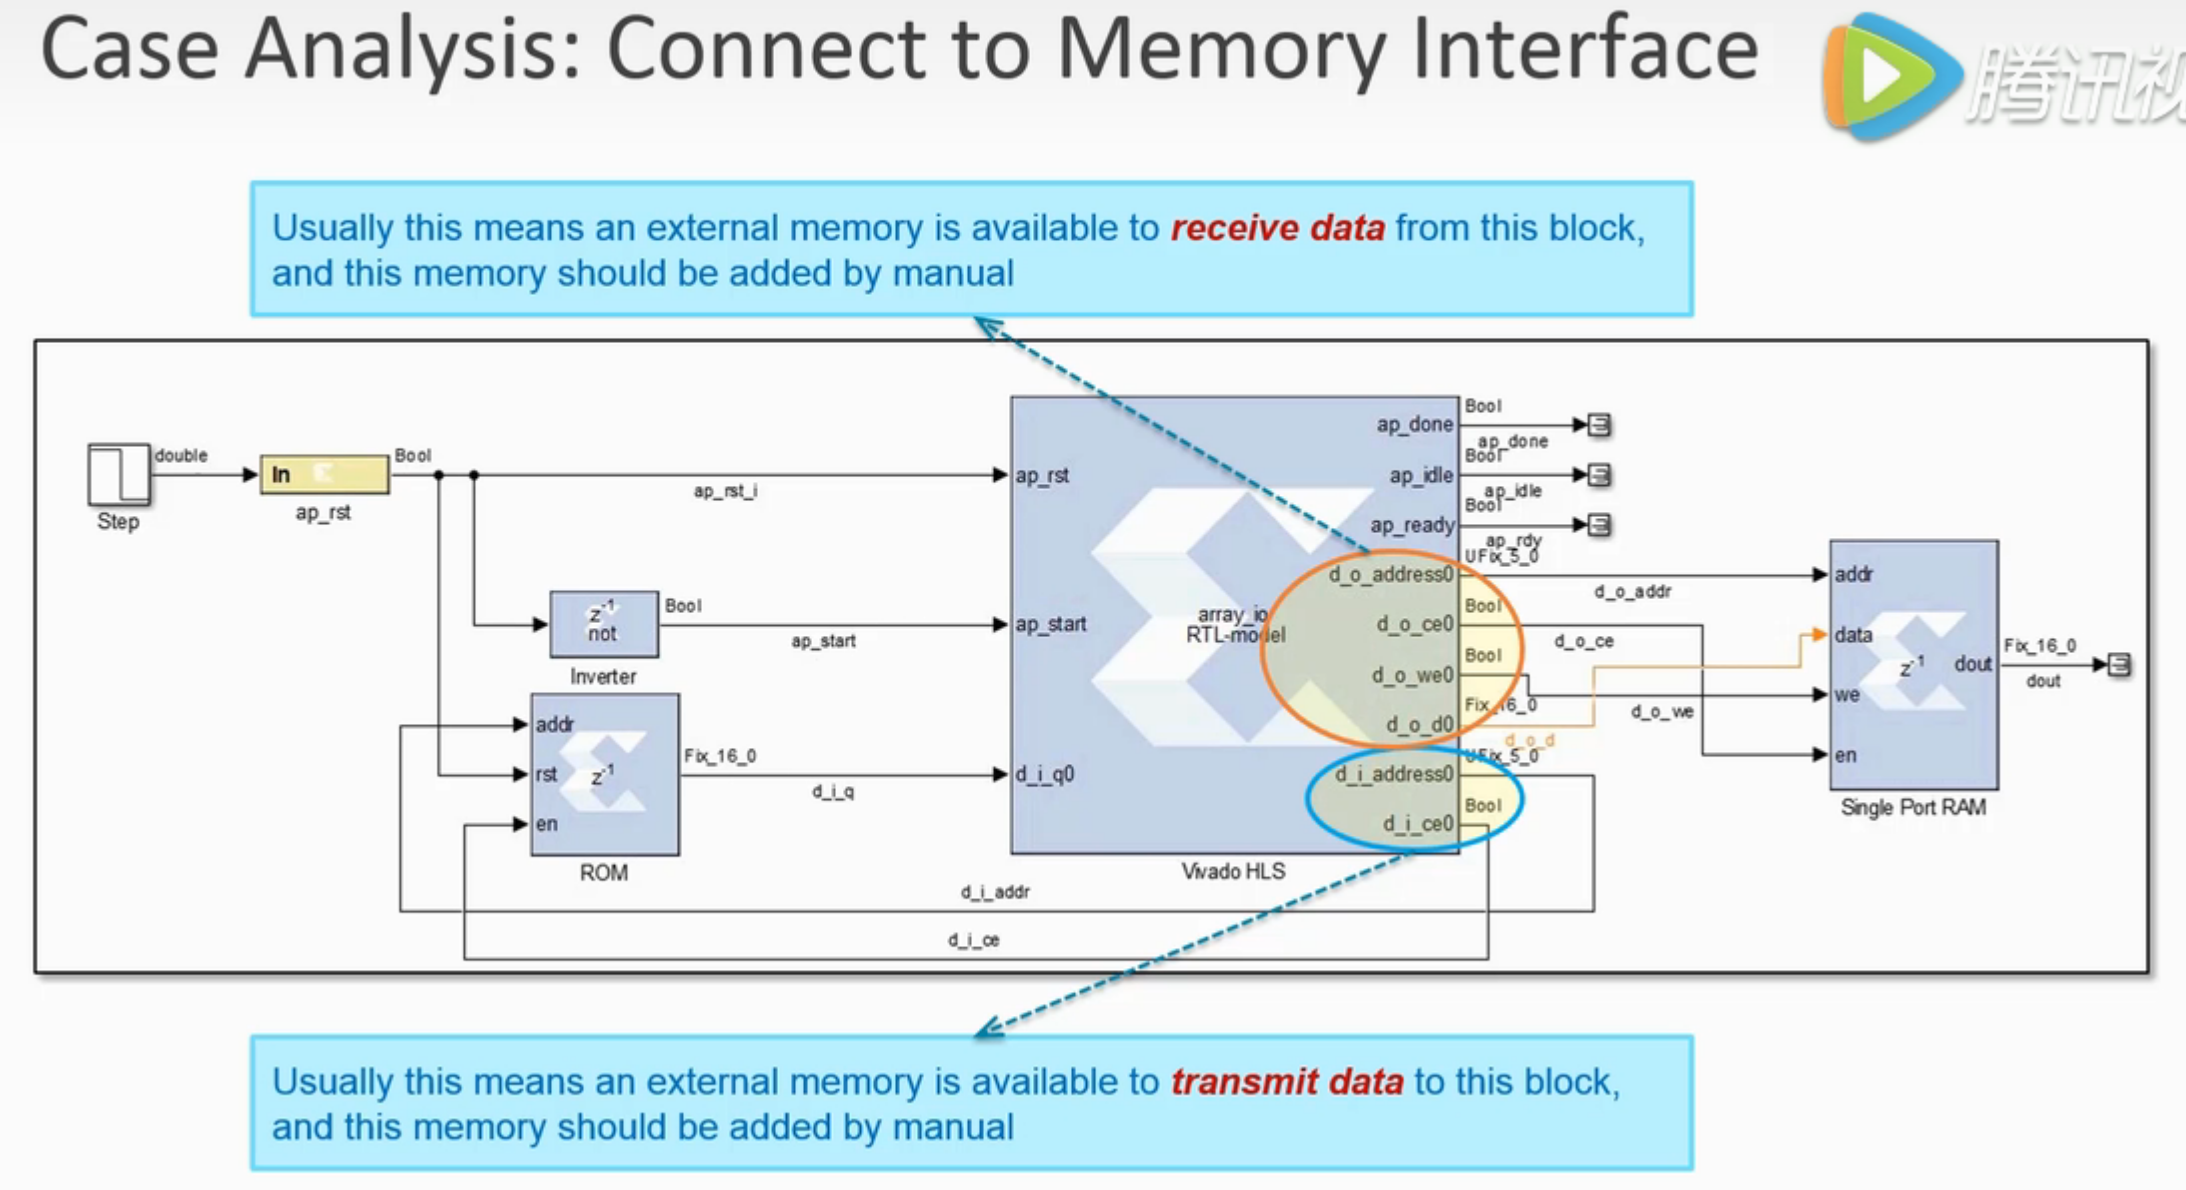 Case Analysis: Connect to Memory Interface
腾讯视
Usually this means an external memory is available to receive data from this block,
and this memory should be added by manual
double
In
ap_rst
Step
Bool
ap_rst_i
z-1
not
Inverter
Bool
ap_start
addr
rst
en
z-1
ROM
Fix_16_0
d_i_q
ap_rst
ap_start
d_i_q0
array_io
RTL-model
Vivado HLS
ap_done
ap_idle
ap_ready
d_o_address0
d_o_ce0
d_o_we0
d_o_d0
d_i_address0
d_i_ce0
Bool
ap_done
Bool
ap_idle
Bool
ap_rdy
UFix_5_0
d_o_addr
Bool
d_o_ce
Bool
d_o_we
Fix_16_0
d_o_d
UFix_5_0
Bool
addr
data
we
en
z-1
dout
Single Port RAM
Fix_16_0
dout
d_i_addr
d_i_ce
Usually this means an external memory is available to transmit data to this block,
and this memory should be added by manual